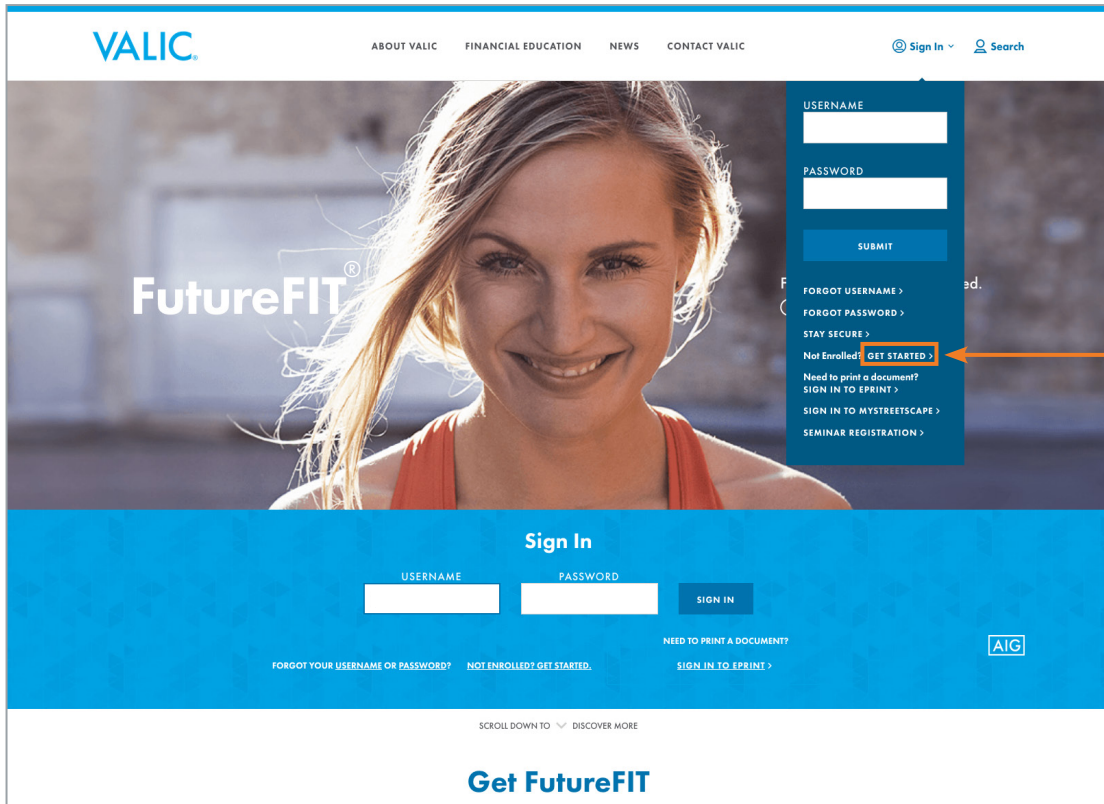 VALIC®
ABOUT VALIC FINANCIAL EDUCATION NEWS CONTACT VALIC
Sign In Search
USERNAME
PASSWORD
SUBMIT
FORGOT USERNAME >
FORGOT PASSWORD >
STAY SECURE >
Not Enrolled? GET STARTED >
Need to print a document?
SIGN IN TO EPRINT >
SIGN IN TO MYSTREETSCAPE >
SEMINAR REGISTRATION >
FutureFIT®
Sign In
USERNAME PASSWORD
SIGN IN
NEED TO PRINT A DOCUMENT?
FORGOT YOUR USERNAME OR PASSWORD? NOT ENROLLED? GET STARTED. SIGN IN TO EPRINT >
AIG
SCROLL DOWN TO DISCOVER MORE
Get FutureFIT